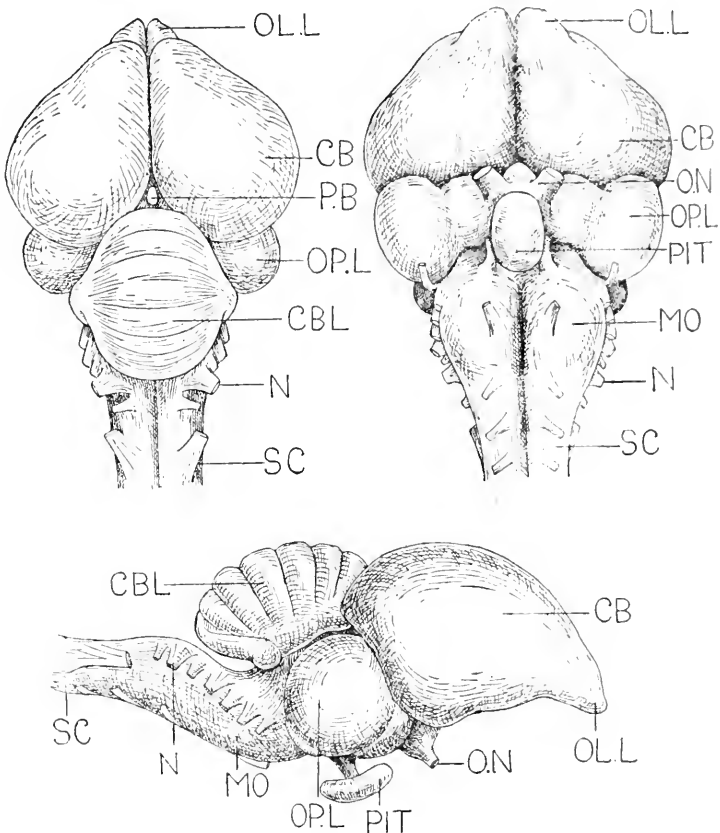 OL.L
CB
P.B
OP.L
CBL
N
SC
OL.L
CB
O.N
OP.L
PIT
MO
N
SC
CBL
CB
SC
N
MO
OP.L
PIT
O.N
OL.L